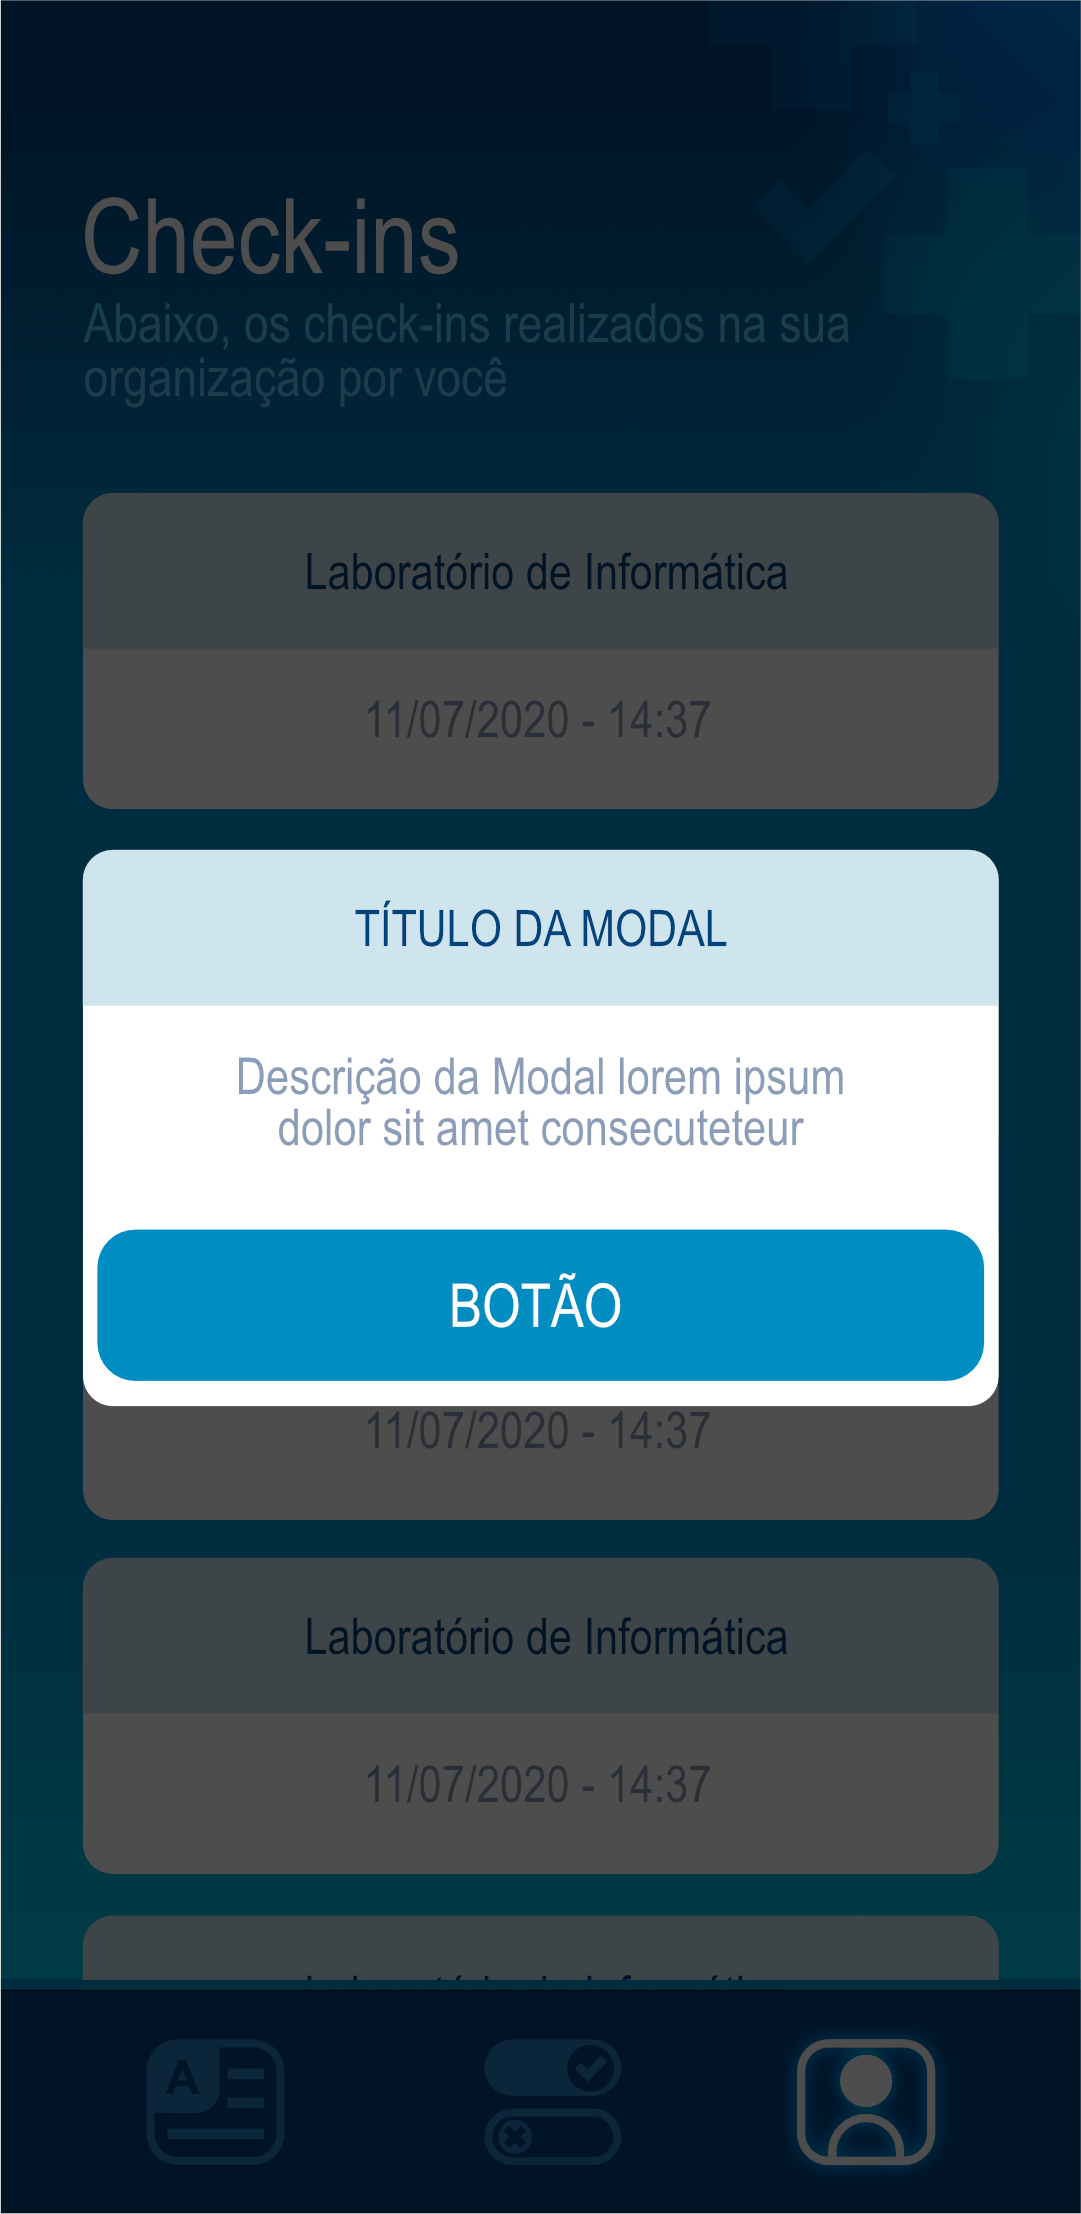 Check-ins
Abaixo, os check-ins realizados na sua
organização por você
Laboratório de Informática
11/07/2020 - 14:37
TÍTULO DA MODAL
Descrição da Modal lorem ipsum
dolor sit amet consecuteteur
BOTÃO
11/07/2020 - 14:37
Laboratório de Informática
11/07/2020 - 14:37
A